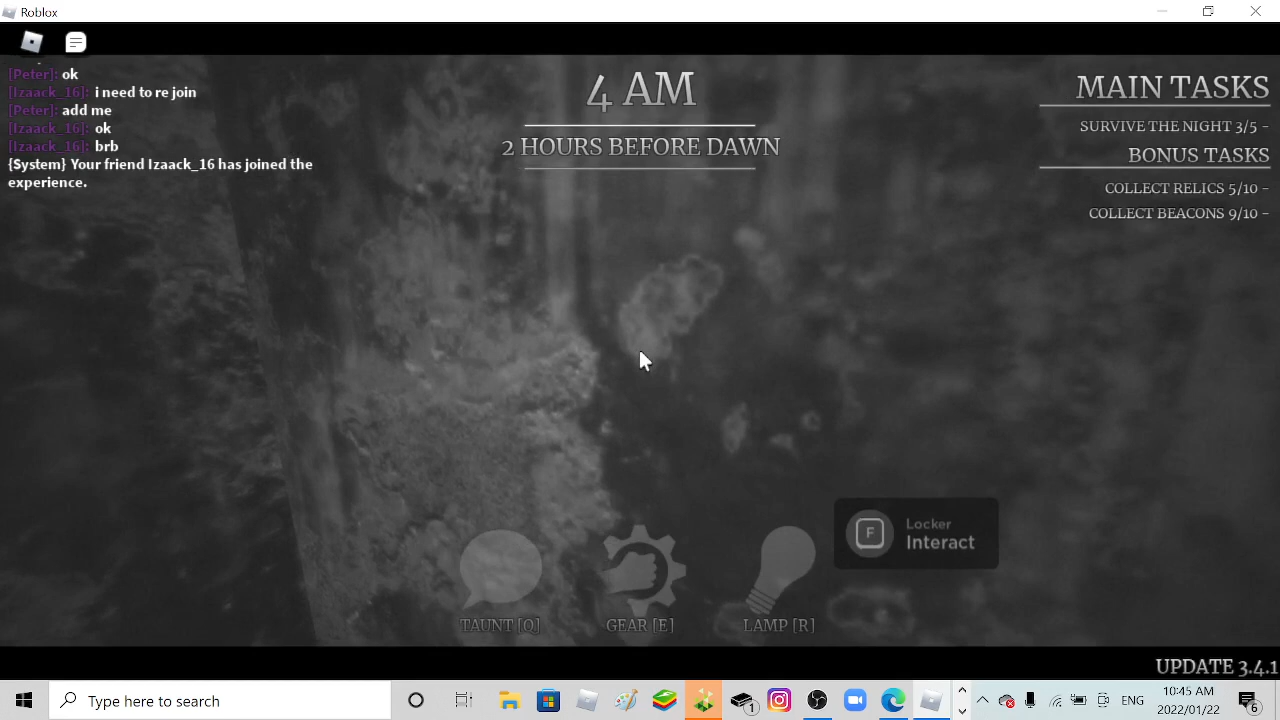 Roblox
[Peter]: ok
[Izaack_16]: i need to re join
[Peter]: add me
[Izaack_16]: ok
[Izaack_16]: brb
{System} Your friend Izaack_16 has joined the
experience.
4 AM
2 HOURS BEFORE DAWN
MAIN TASKS
SURVIVE THE NIGHT 3/5 -
BONUS TASKS
COLLECT RELICS 5/10 -
COLLECT BEACONS 9/10 -
F
Locker
Interact
TAUNT [Q]
GEAR [E]
LAMP [R]
UPDATE 3.4.1
Type here to search
1
ENG
10:45 AM
2022/01/22
6